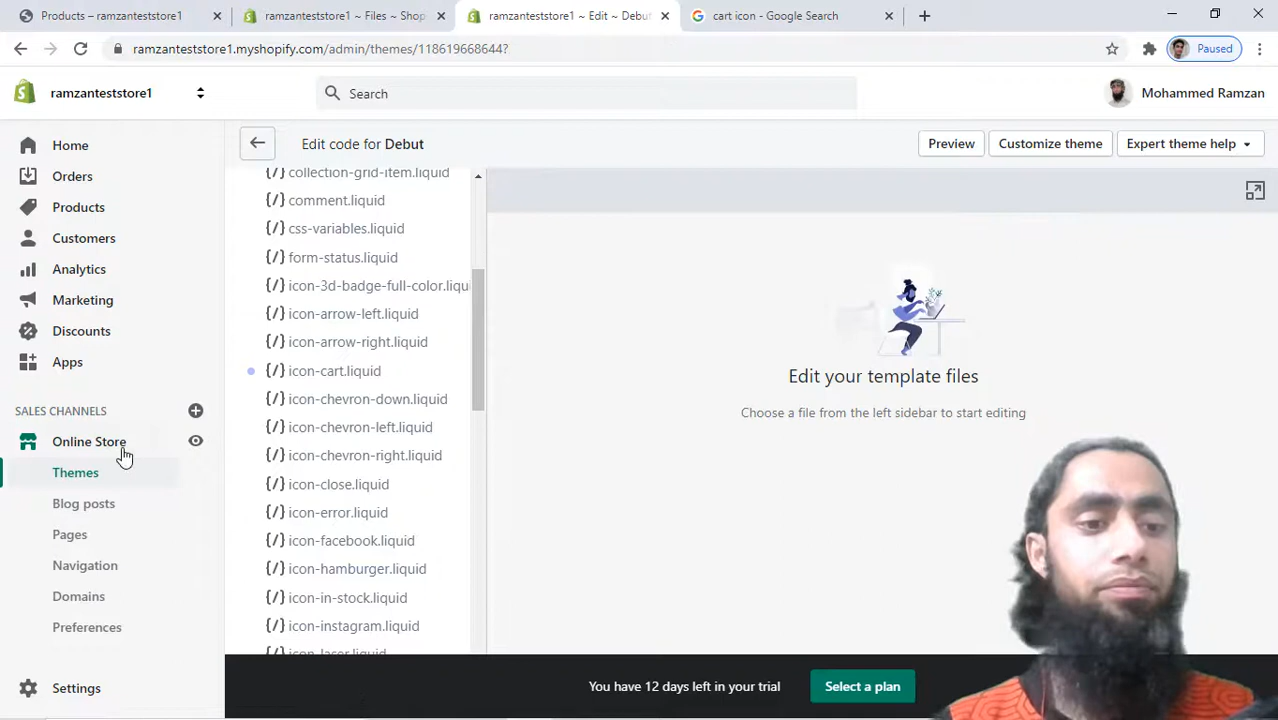 Products – ramzanteststore1
ramzanteststore1 ~ Files ~ Shop
ramzanteststore1 ~ Edit ~ Debut
cart icon - Google Search
ramzanteststore1.myshopify.com/admin/themes/118619668644?
Paused
ramzanteststore1
Search
Mohammed Ramzan
Home
Orders
Products
Customers
Analytics
Marketing
Discounts
Apps
SALES CHANNELS
Online Store
Themes
Blog posts
Pages
Navigation
Domains
Preferences
Settings
Edit code for Debut
Preview
Customize theme
Expert theme help
{/} collection-grid-item.liquid
{/} comment.liquid
{/} css-variables.liquid
{/} form-status.liquid
{/} icon-3d-badge-full-color.liqu
{/} icon-arrow-left.liquid
{/} icon-arrow-right.liquid
{/} icon-cart.liquid
{/} icon-chevron-down.liquid
{/} icon-chevron-left.liquid
{/} icon-chevron-right.liquid
{/} icon-close.liquid
{/} icon-error.liquid
{/} icon-facebook.liquid
{/} icon-hamburger.liquid
{/} icon-in-stock.liquid
{/} icon-instagram.liquid
{/} icon-laser.liquid
Edit your template files
Choose a file from the left sidebar to start editing
You have 12 days left in your trial
Select a plan